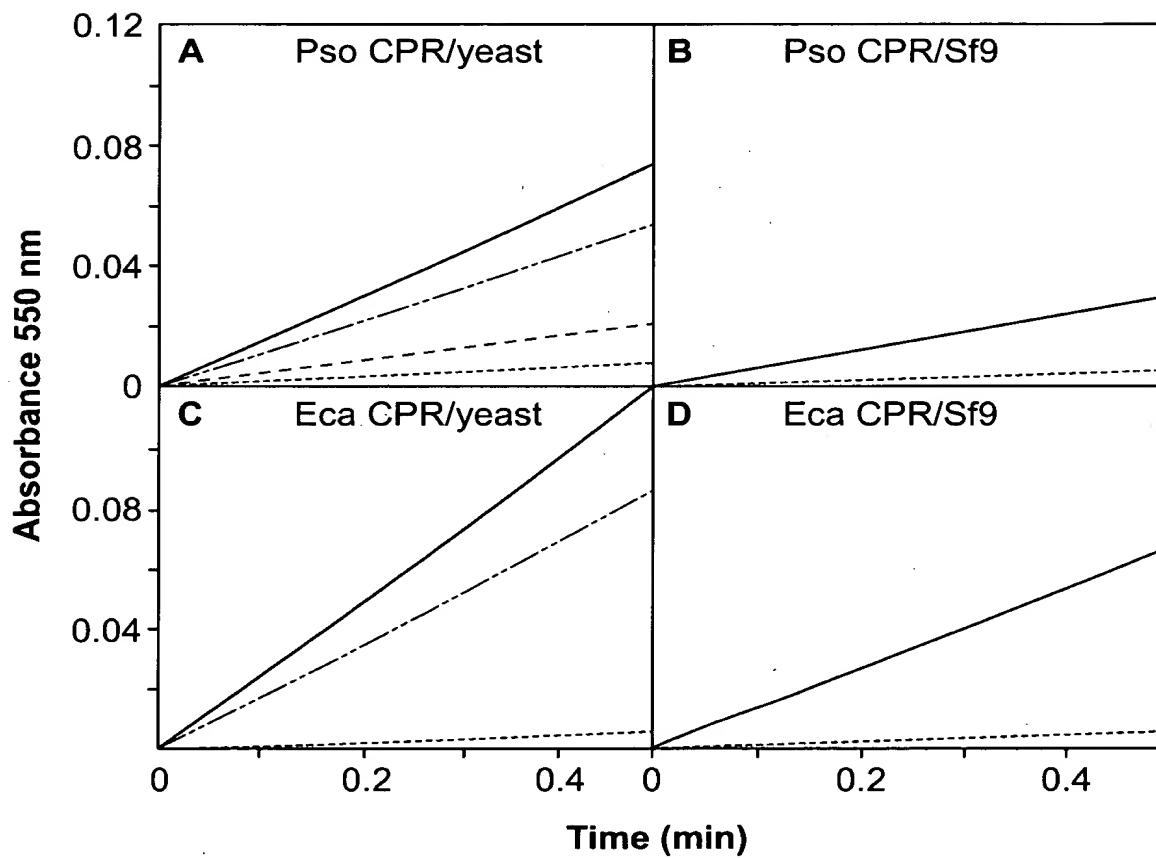 0.12
A Pso CPR/yeast
B Pso CPR/Sf9
0.08
0.04
0
C Eca CPR/yeast
D Eca CPR/Sf9
0.08
0.04
0 0.2 0.4 0 0.2 0.4
Absorbance 550 nm
Time (min)